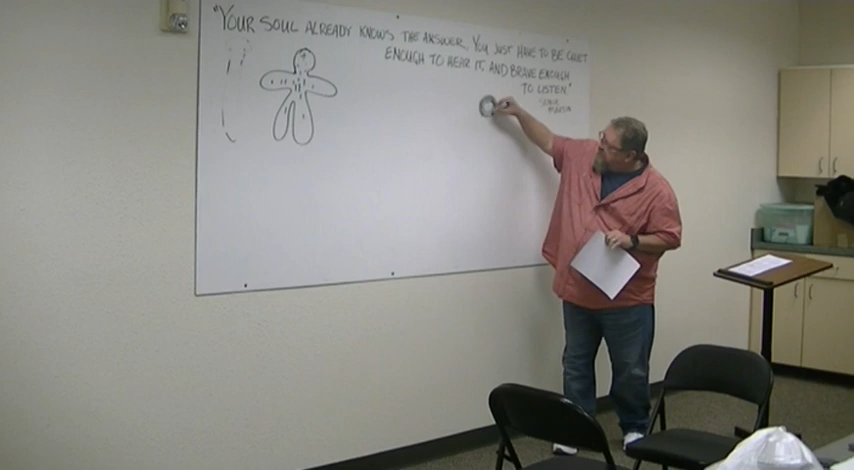 "YOUR SOUL ALREADY KNOWS THE ANSWER. YOU JUST HAVE TO BE QUIET
ENOUGH TO HEAR IT, AND BRAVE ENOUGH
TO LISTEN."